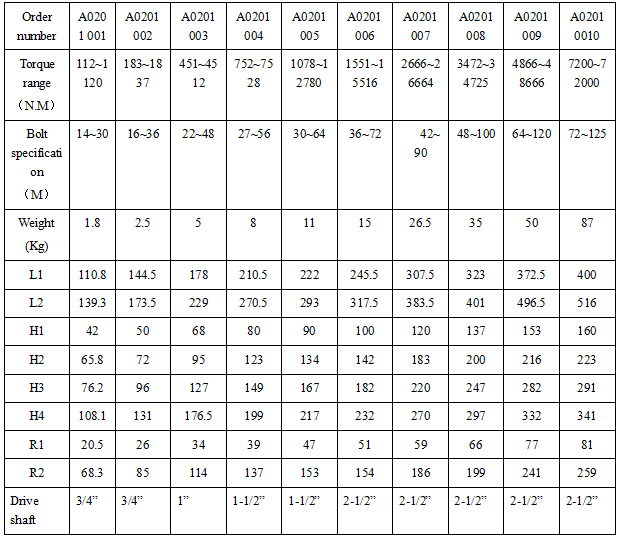 Order number | A020 1 001 | A0201 002 | A0201 003 | A0201 004 | A0201 005 | A0201 006 | A0201 007 | A0201 008 | A0201 009 | A0201 0010
Torque range （N.M） | 112~1 120 | 183~18 37 | 451~45 12 | 752~75 28 | 1078~1 2780 | 1551~1 5516 | 2666~2 6664 | 3472~3 4725 | 4866~4 8666 | 7200~7 2000
Bolt specificati on （M） | 14~30 | 16~36 | 22~48 | 27~56 | 30~64 | 36~72 | 42~ 90 | 48~100 | 64~120 | 72~125
Weight (Kg) | 1.8 | 2.5 | 5 | 8 | 11 | 15 | 26.5 | 35 | 50 | 87
L1 | 110.8 | 144.5 | 178 | 210.5 | 222 | 245.5 | 307.5 | 323 | 372.5 | 400
L2 | 139.3 | 173.5 | 229 | 270.5 | 293 | 317.5 | 383.5 | 401 | 496.5 | 516
H1 | 42 | 50 | 68 | 80 | 90 | 100 | 120 | 137 | 153 | 160
H2 | 65.8 | 72 | 95 | 123 | 134 | 142 | 183 | 200 | 216 | 223
H3 | 76.2 | 96 | 127 | 149 | 167 | 182 | 220 | 247 | 282 | 291
H4 | 108.1 | 131 | 176.5 | 199 | 217 | 232 | 270 | 297 | 332 | 341
R1 | 20.5 | 26 | 34 | 39 | 47 | 51 | 59 | 66 | 77 | 81
R2 | 68.3 | 85 | 114 | 137 | 153 | 154 | 186 | 199 | 241 | 259
Drive shaft | 3/4” | 3/4” | 1” | 1-1/2” | 1-1/2” | 2-1/2” | 2-1/2” | 2-1/2” | 2-1/2” | 2-1/2”